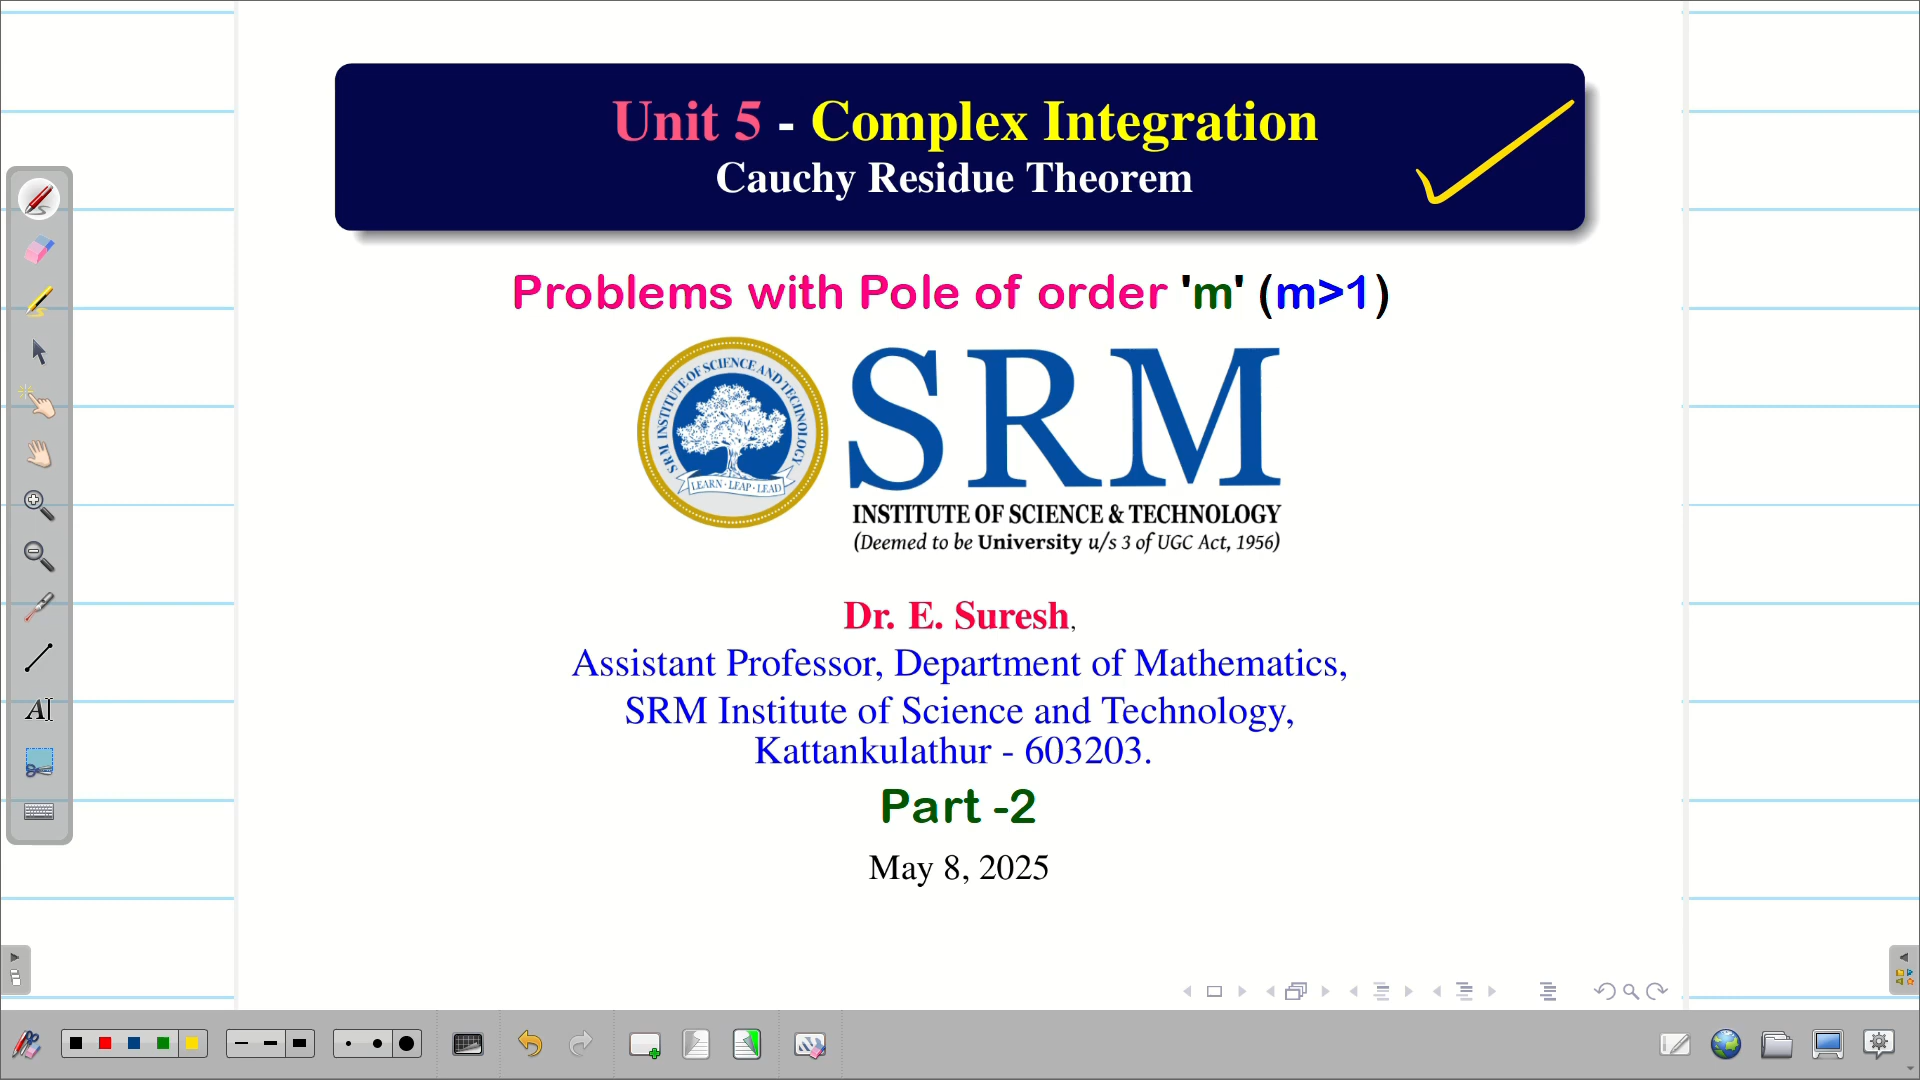 Unit 5 - Complex Integration
Cauchy Residue Theorem
Problems with Pole of order 'm' (m>1)
SRM INSTITUTE OF SCIENCE AND TECHNOLOGY
LEARN · LEAP · LEAD
SRM
INSTITUTE OF SCIENCE & TECHNOLOGY
(Deemed to be University u/s 3 of UGC Act, 1956)
Dr. E. Suresh,
Assistant Professor, Department of Mathematics,
SRM Institute of Science and Technology,
Kattankulathur - 603203.
Part -2
May 8, 2025